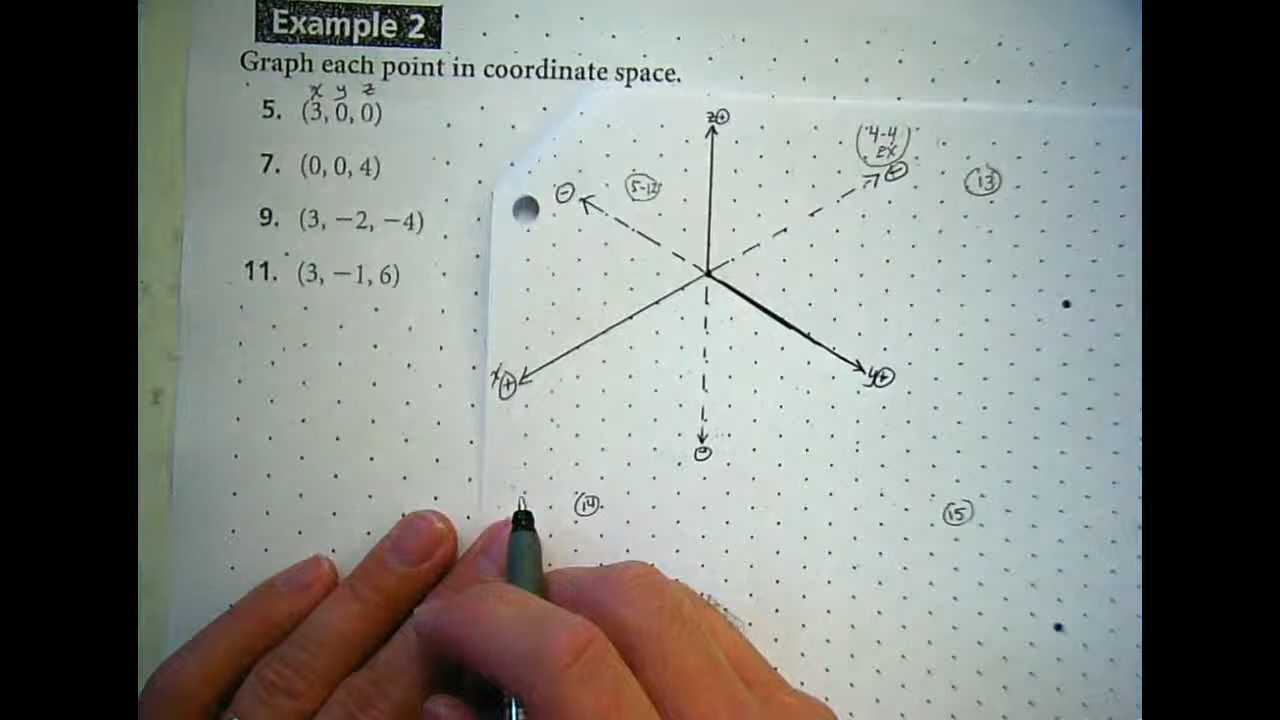 Example 2
Graph each point in coordinate space.
x y z
5. (3, 0, 0)
7. (0, 0, 4)
9. (3, −2, −4)
11. (3, −1, 6)
z+
(4-4
2x)
−
13
5-12
−
x
+
y+
−
14
15